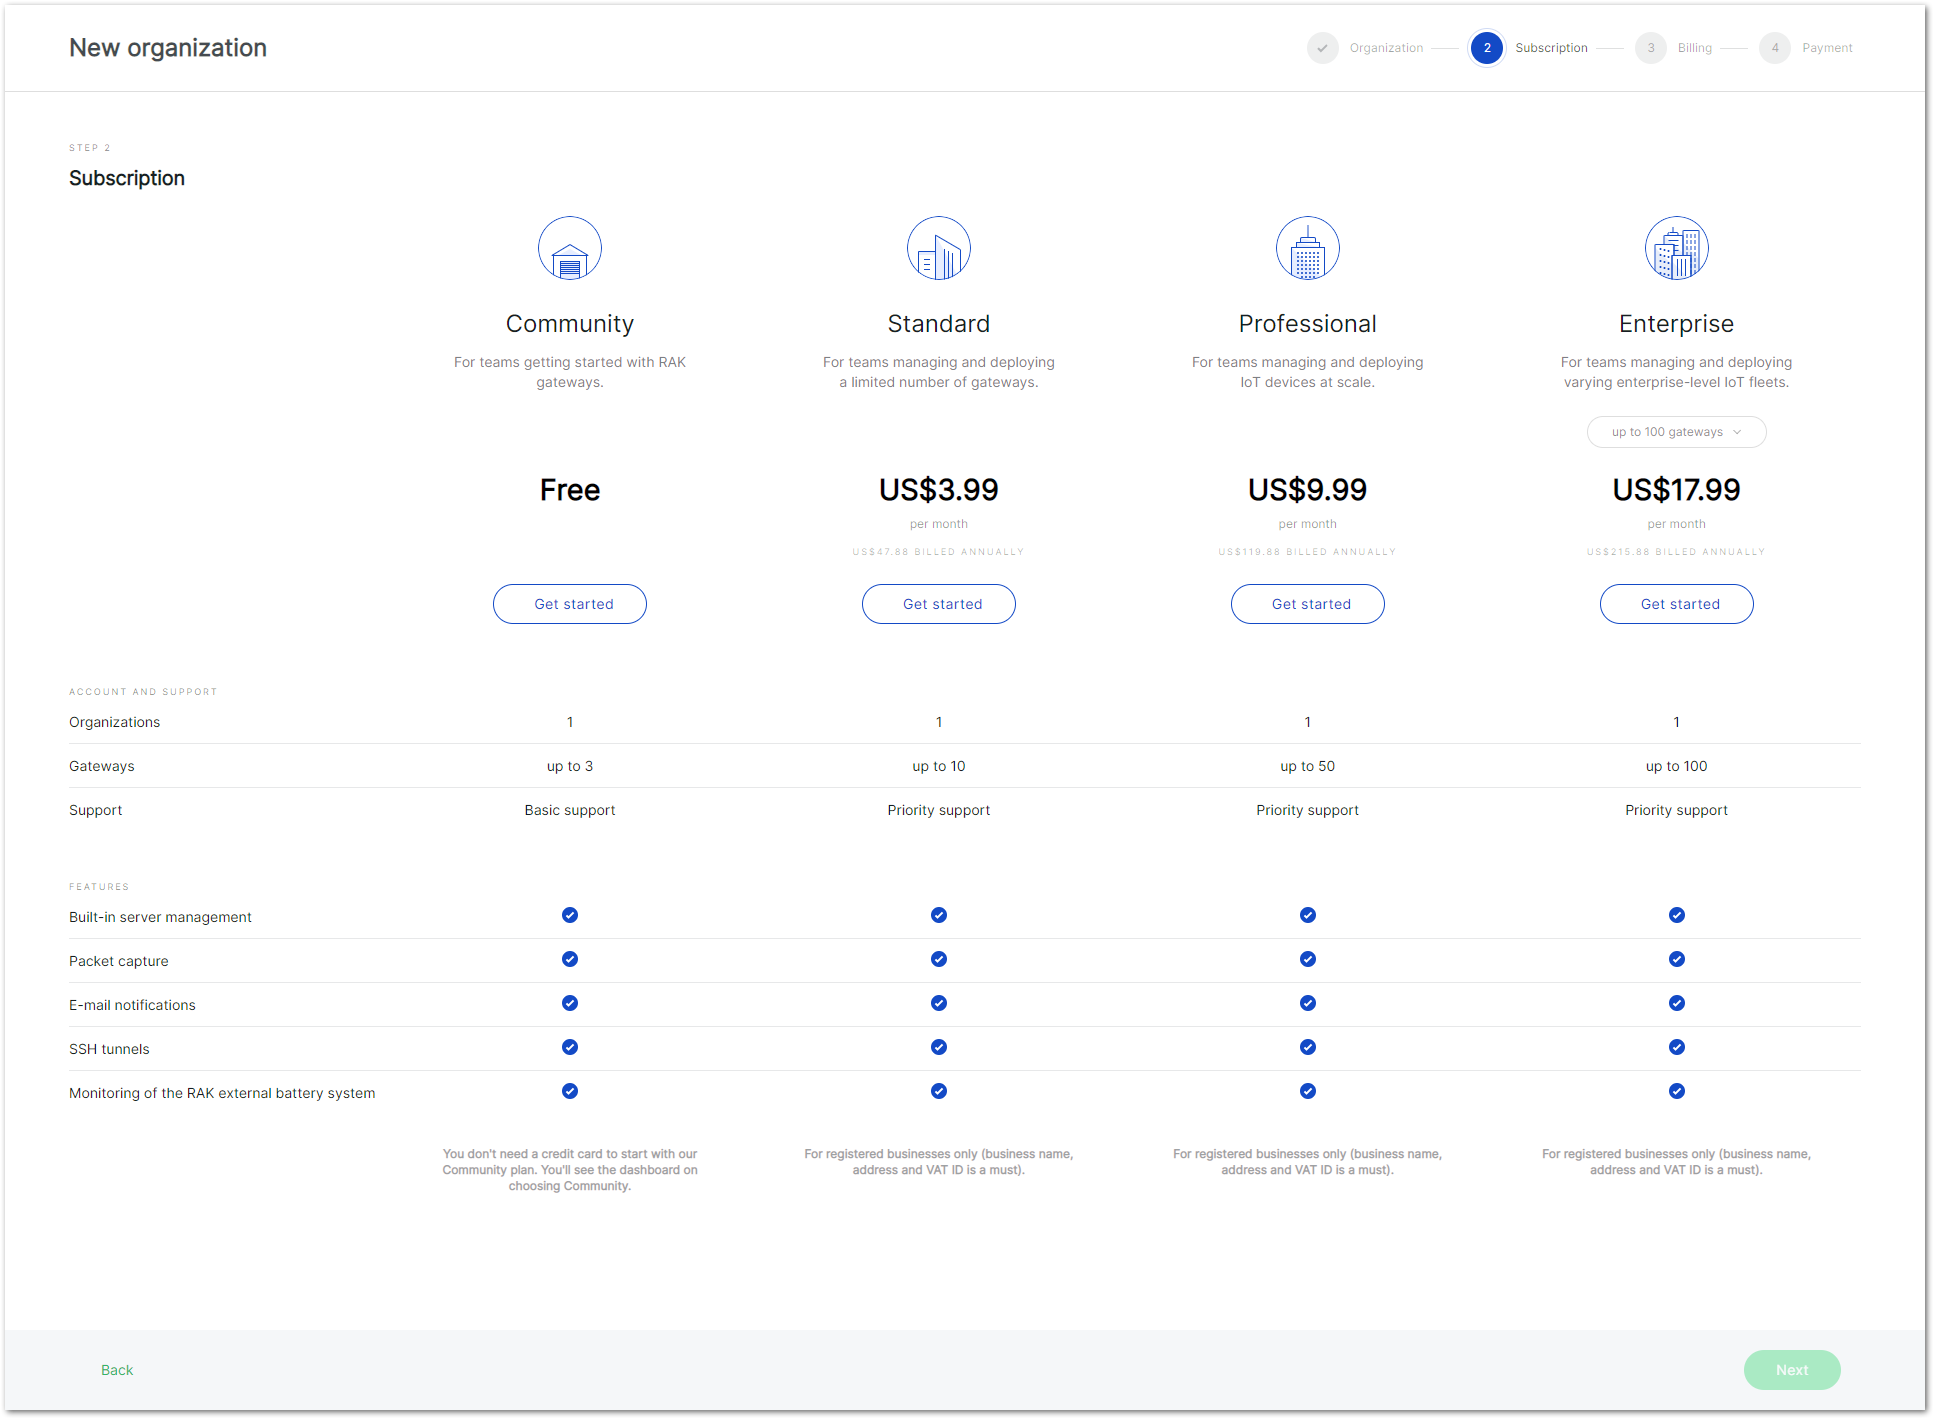 New organization
Organization
2 Subscription
3 Billing
4 Payment
STEP 2
Subscription
Community
For teams getting started with RAK
gateways.
Free
Get started
Standard
For teams managing and deploying
a limited number of gateways.
US$3.99
per month
US$47.88 BILLED ANNUALLY
Get started
Professional
For teams managing and deploying
IoT devices at scale.
US$9.99
per month
US$119.88 BILLED ANNUALLY
Get started
Enterprise
For teams managing and deploying
varying enterprise-level IoT fleets.
up to 100 gateways
US$17.99
per month
US$215.88 BILLED ANNUALLY
Get started
ACCOUNT AND SUPPORT
Organizations 1 1 1 1
Gateways up to 3 up to 10 up to 50 up to 100
Support Basic support Priority support Priority support Priority support
FEATURES
Built-in server management
Packet capture
E-mail notifications
SSH tunnels
Monitoring of the RAK external battery system
You don't need a credit card to start with our
Community plan. You'll see the dashboard on
choosing Community.
For registered businesses only (business name,
address and VAT ID is a must).
For registered businesses only (business name,
address and VAT ID is a must).
For registered businesses only (business name,
address and VAT ID is a must).
Back
Next